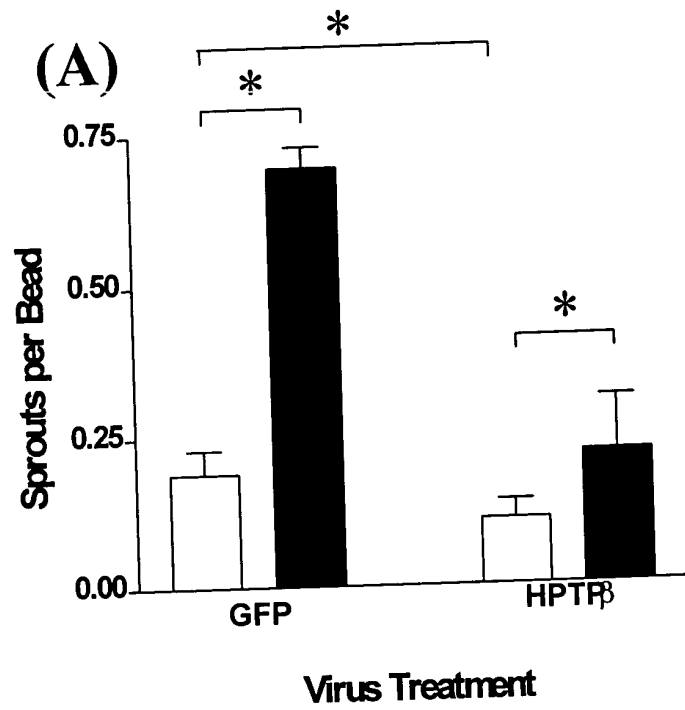 *
(A)
*
0.75
0.50
*
0.25
0.00
GFP
HPTPβ
Sprouts per Bead
Virus Treatment